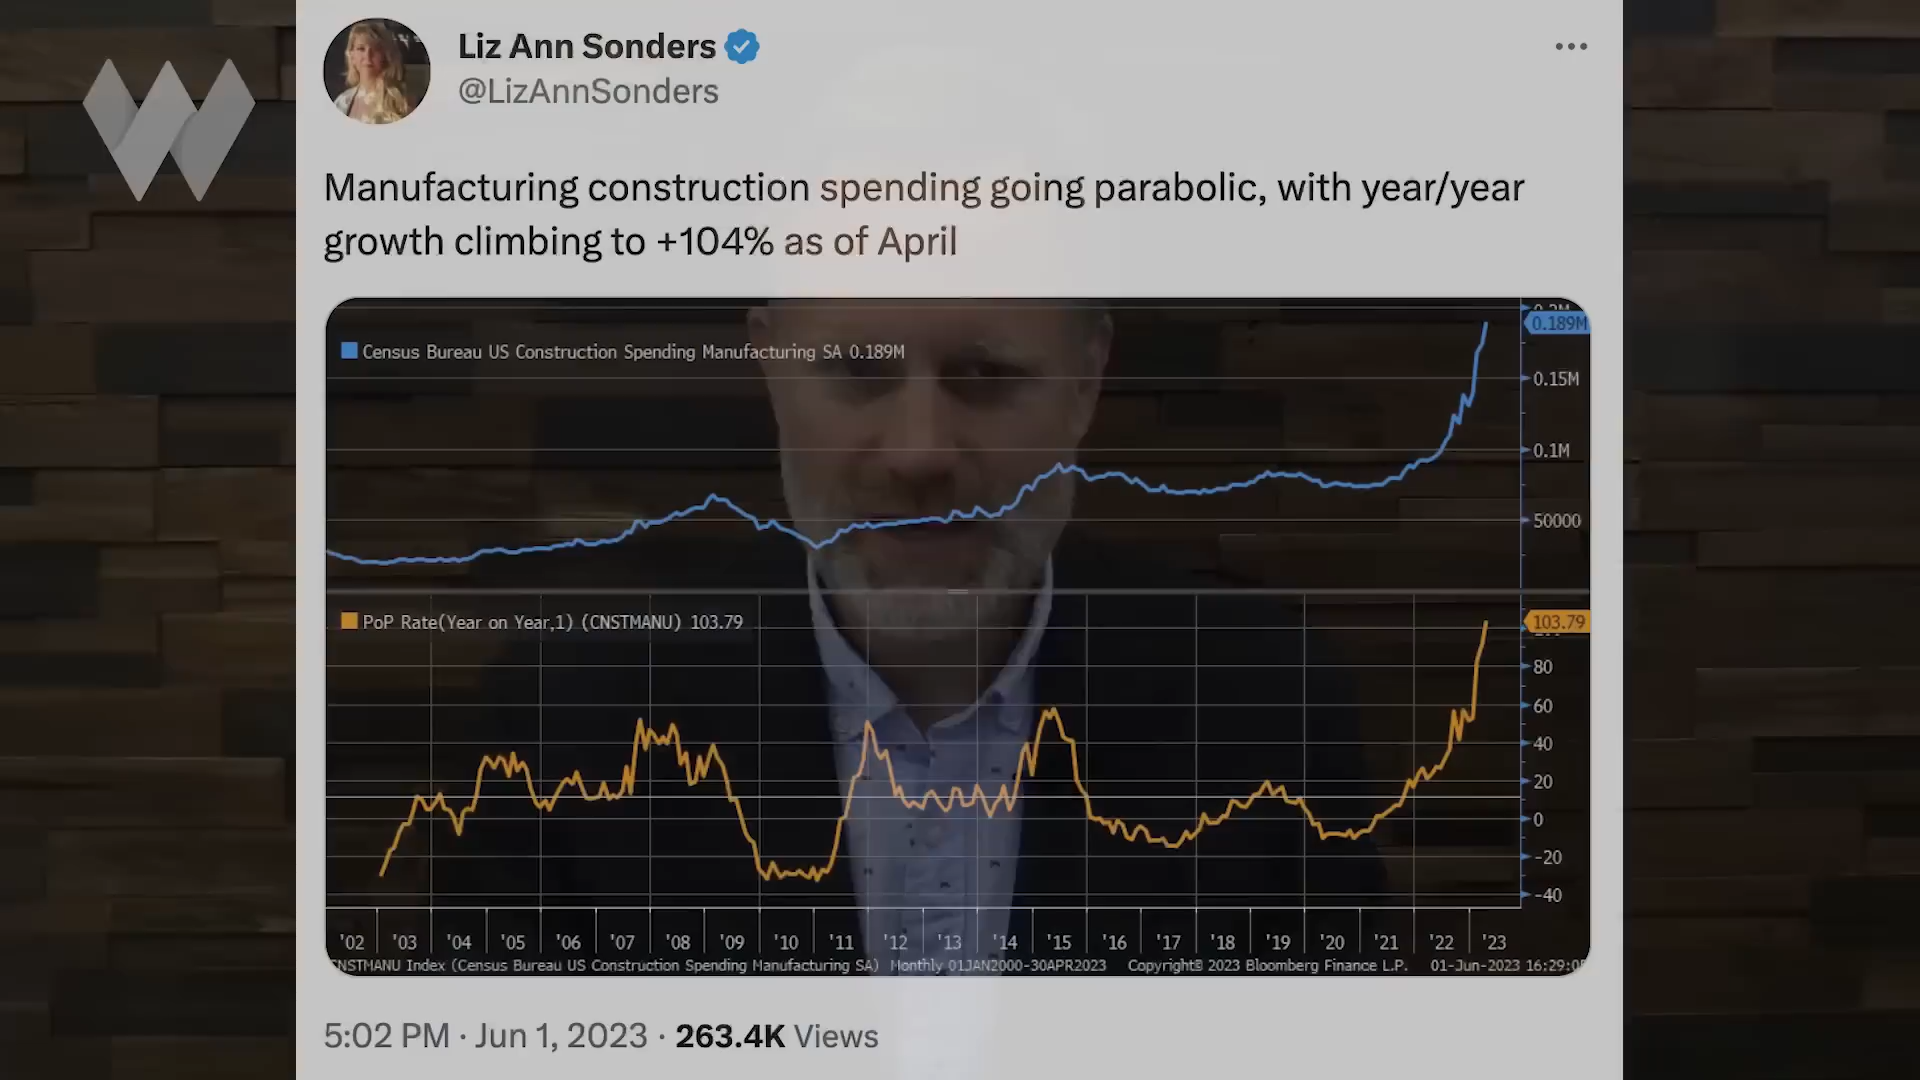 Liz Ann Sonders
@LizAnnSonders
Manufacturing construction spending going parabolic, with year/year
growth climbing to +104% as of April
0.189M
Census Bureau US Construction Spending Manufacturing SA 0.189M
0.15M
0.1M
50000
PoP Rate(Year on Year,1) (CNSTMANU) 103.79
103.79
80
60
40
20
0
-20
-40
'02 '03 '04 '05 '06 '07 '08 '09 '10 '11 '12 '13 '14 '15 '16 '17 '18 '19 '20 '21 '22 '23
CNSTMANU Index (Census Bureau US Construction Spending Manufacturing SA) Monthly 01JAN2000-30APR2023 Copyright© 2023 Bloomberg Finance L.P. 01-Jun-2023
5:02 PM · Jun 1, 2023 · 263.4K Views